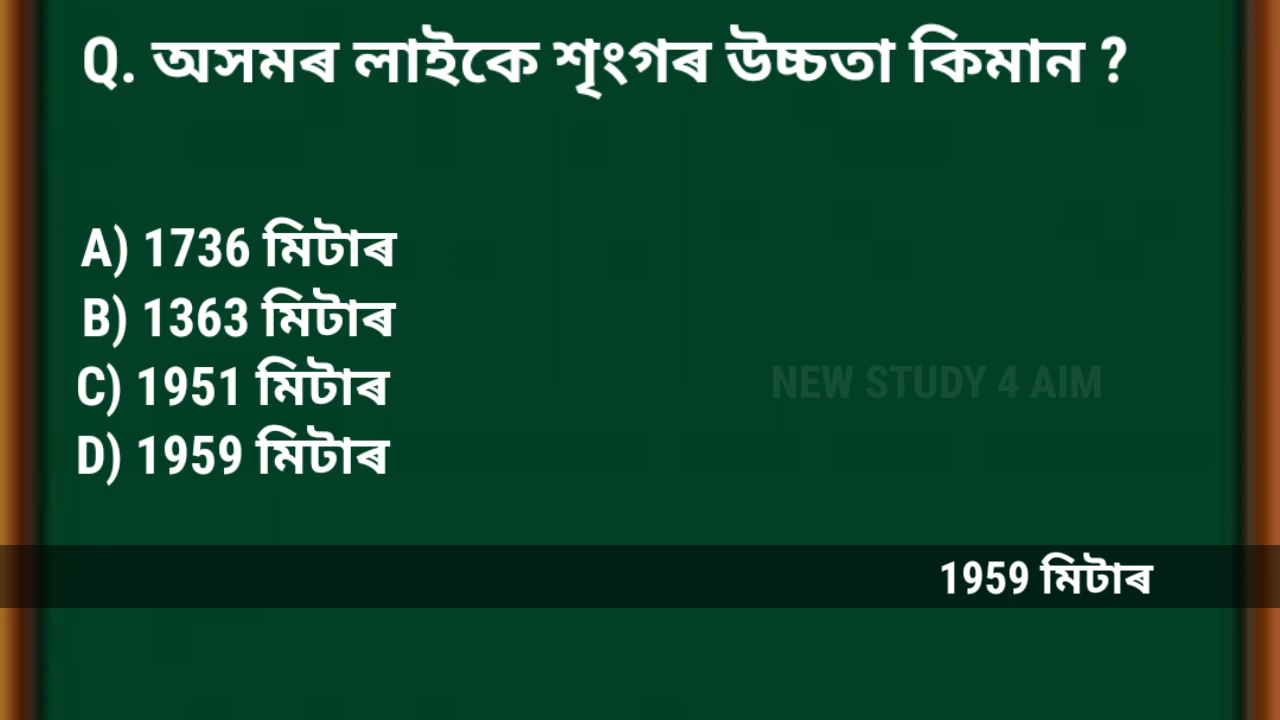 Q. অসমৰ লাইকে শৃংগৰ উচ্চতা কিমান ?
A) 1736 মিটাৰ
B) 1363 মিটাৰ
C) 1951 মিটাৰ
NEW STUDY 4 AIM
D) 1959 মিটাৰ
1959 মিটাৰ